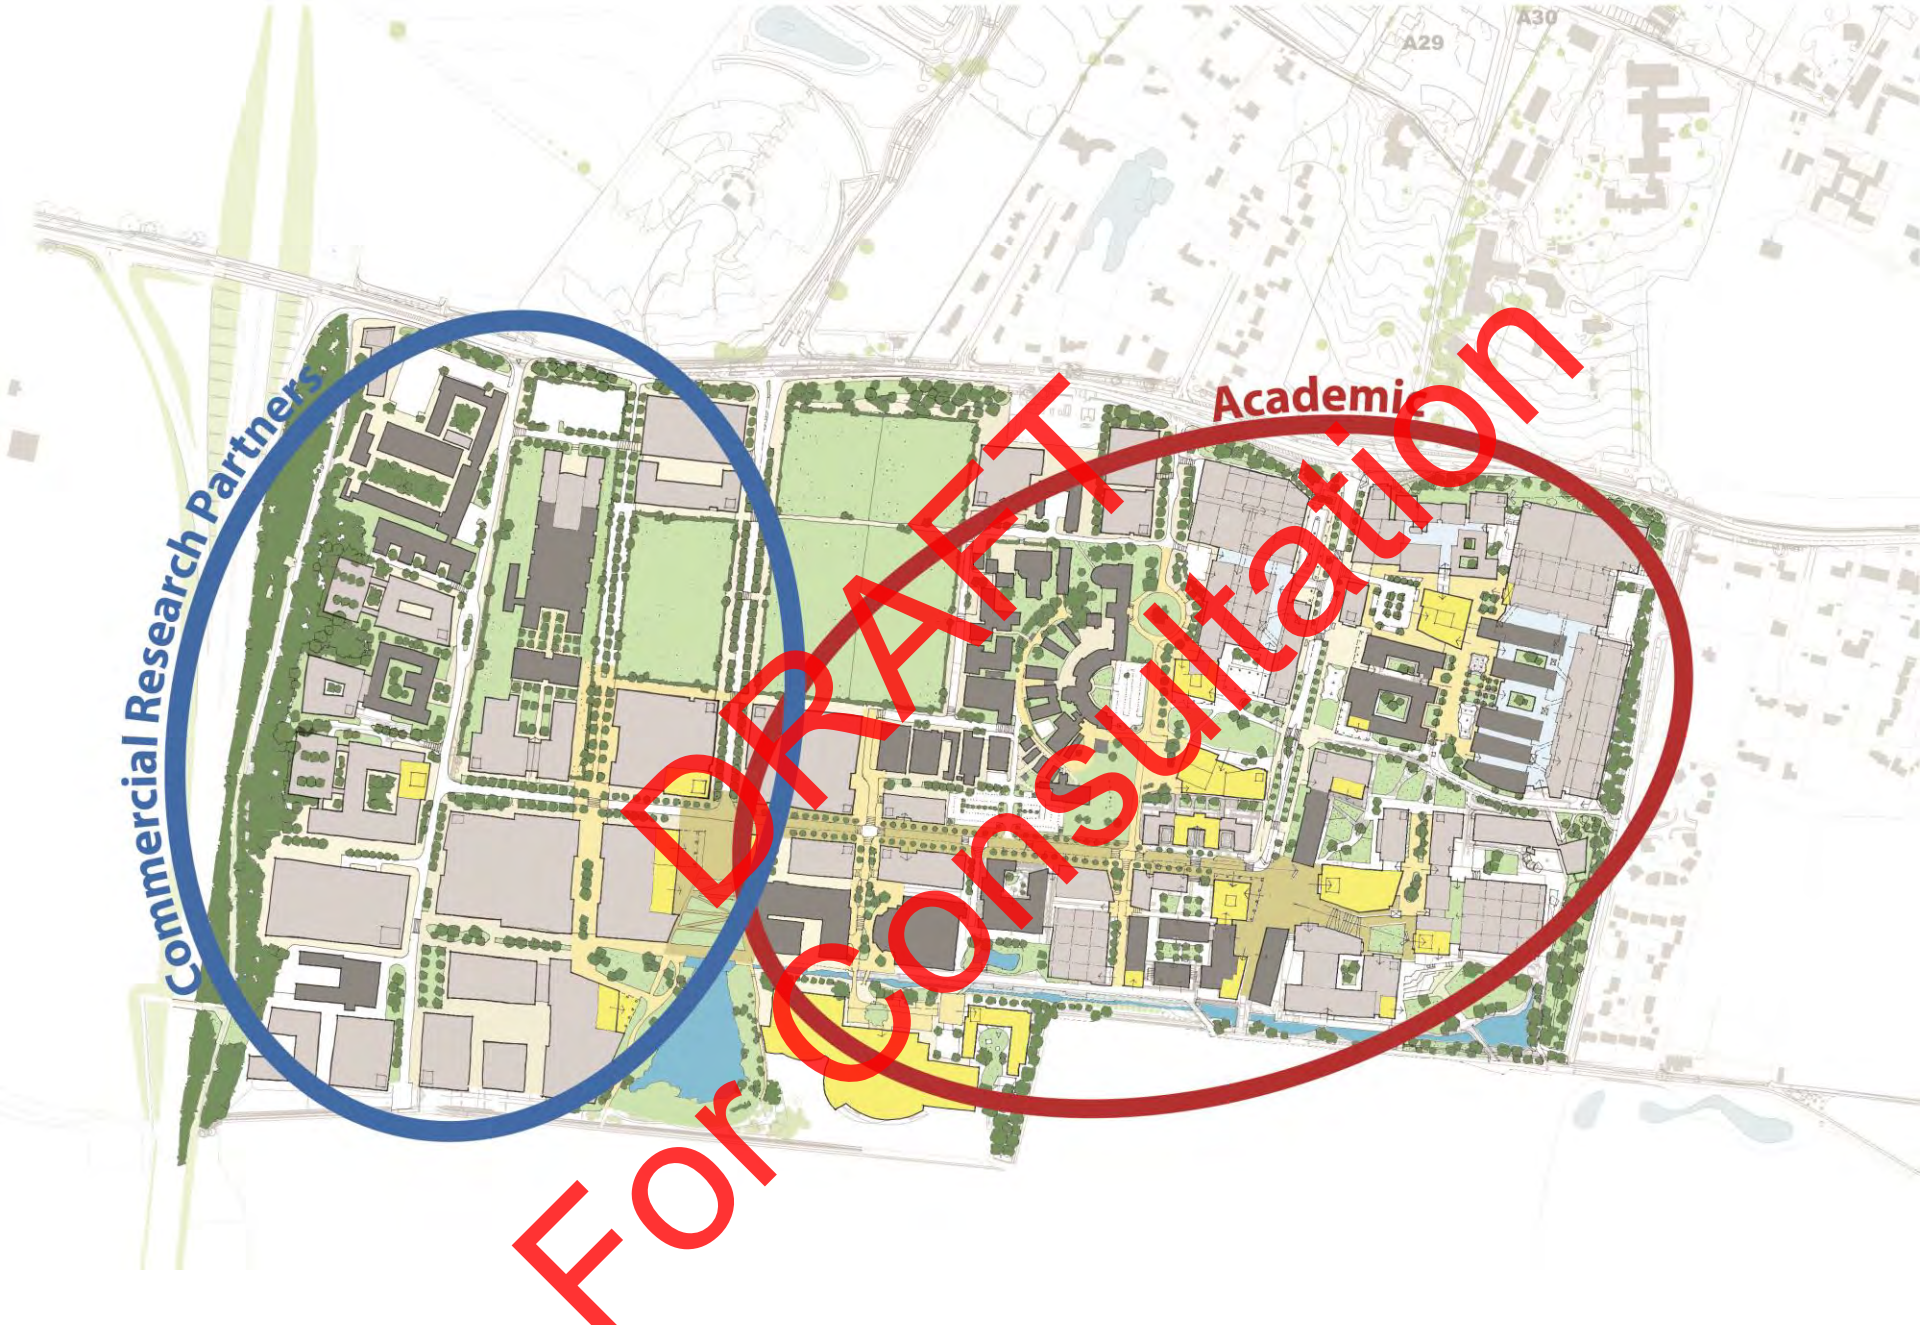 A30
A29
Academic
Commercial Research Partners
DRAFT
For Consultation